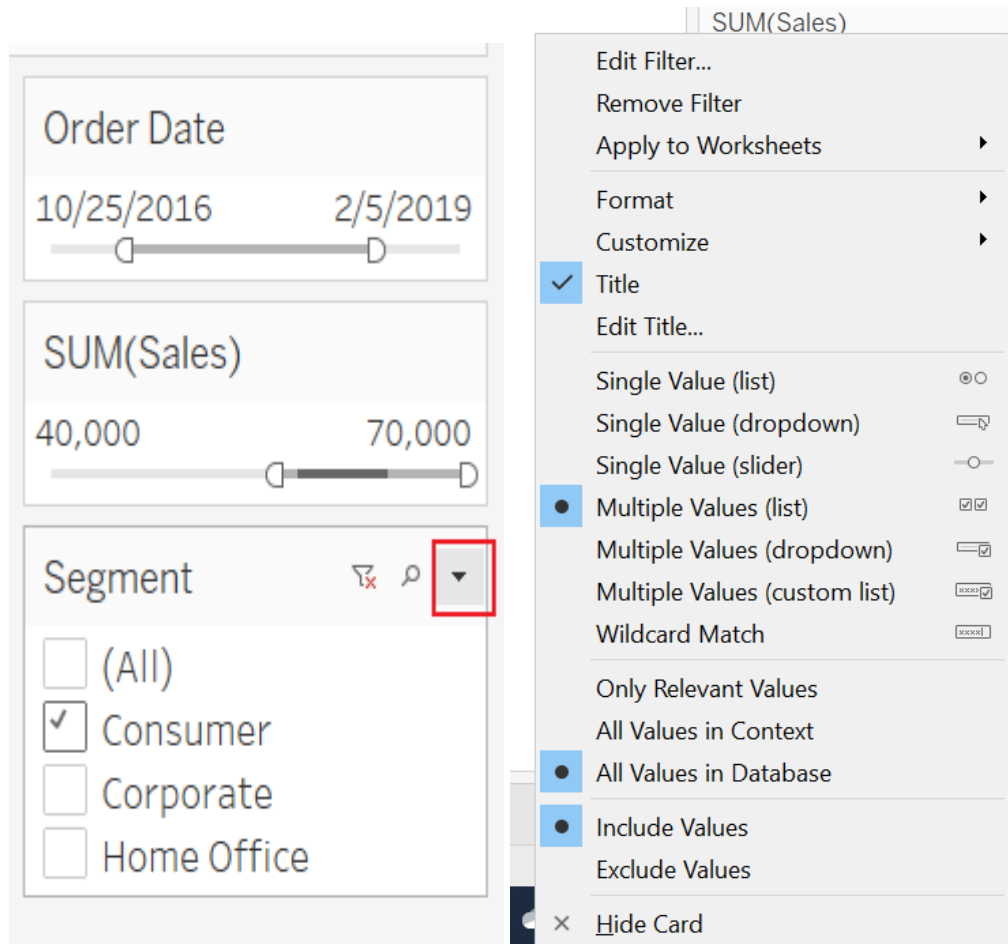 Order Date
10/25/2016 2/5/2019
SUM(Sales)
40,000 70,000
Segment
(All)
Consumer
Corporate
Home Office
SUM(Sales)
Edit Filter...
Remove Filter
Apply to Worksheets
Format
Customize
Title
Edit Title...
Single Value (list)
Single Value (dropdown)
Single Value (slider)
Multiple Values (list)
Multiple Values (dropdown)
Multiple Values (custom list)
Wildcard Match
Only Relevant Values
All Values in Context
All Values in Database
Include Values
Exclude Values
Hide Card